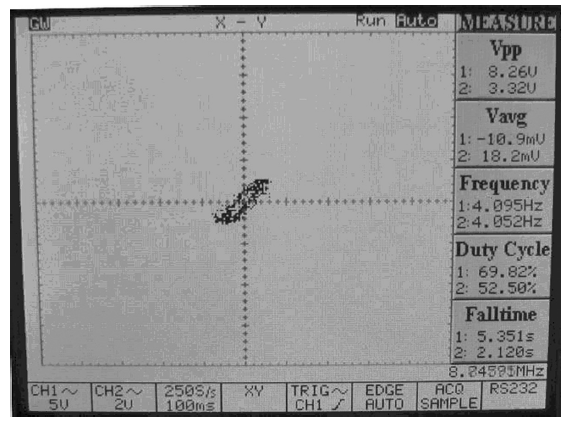 GW X - Y Run Auto MEASURE
Vpp
1: 8.26V
2: 3.32V
Vavg
1:-10.9mV
2: 18.2mV
Frequency
1:4.095Hz
2:4.052Hz
Duty Cycle
1: 69.82%
2: 52.50%
Falltime
1: 5.351s
2: 2.120s
CH1～ CH2～ 250S/s XY TRIG～ EDGE ACQ RS232
5V 2V 100ms CH1 AUTO SAMPLE